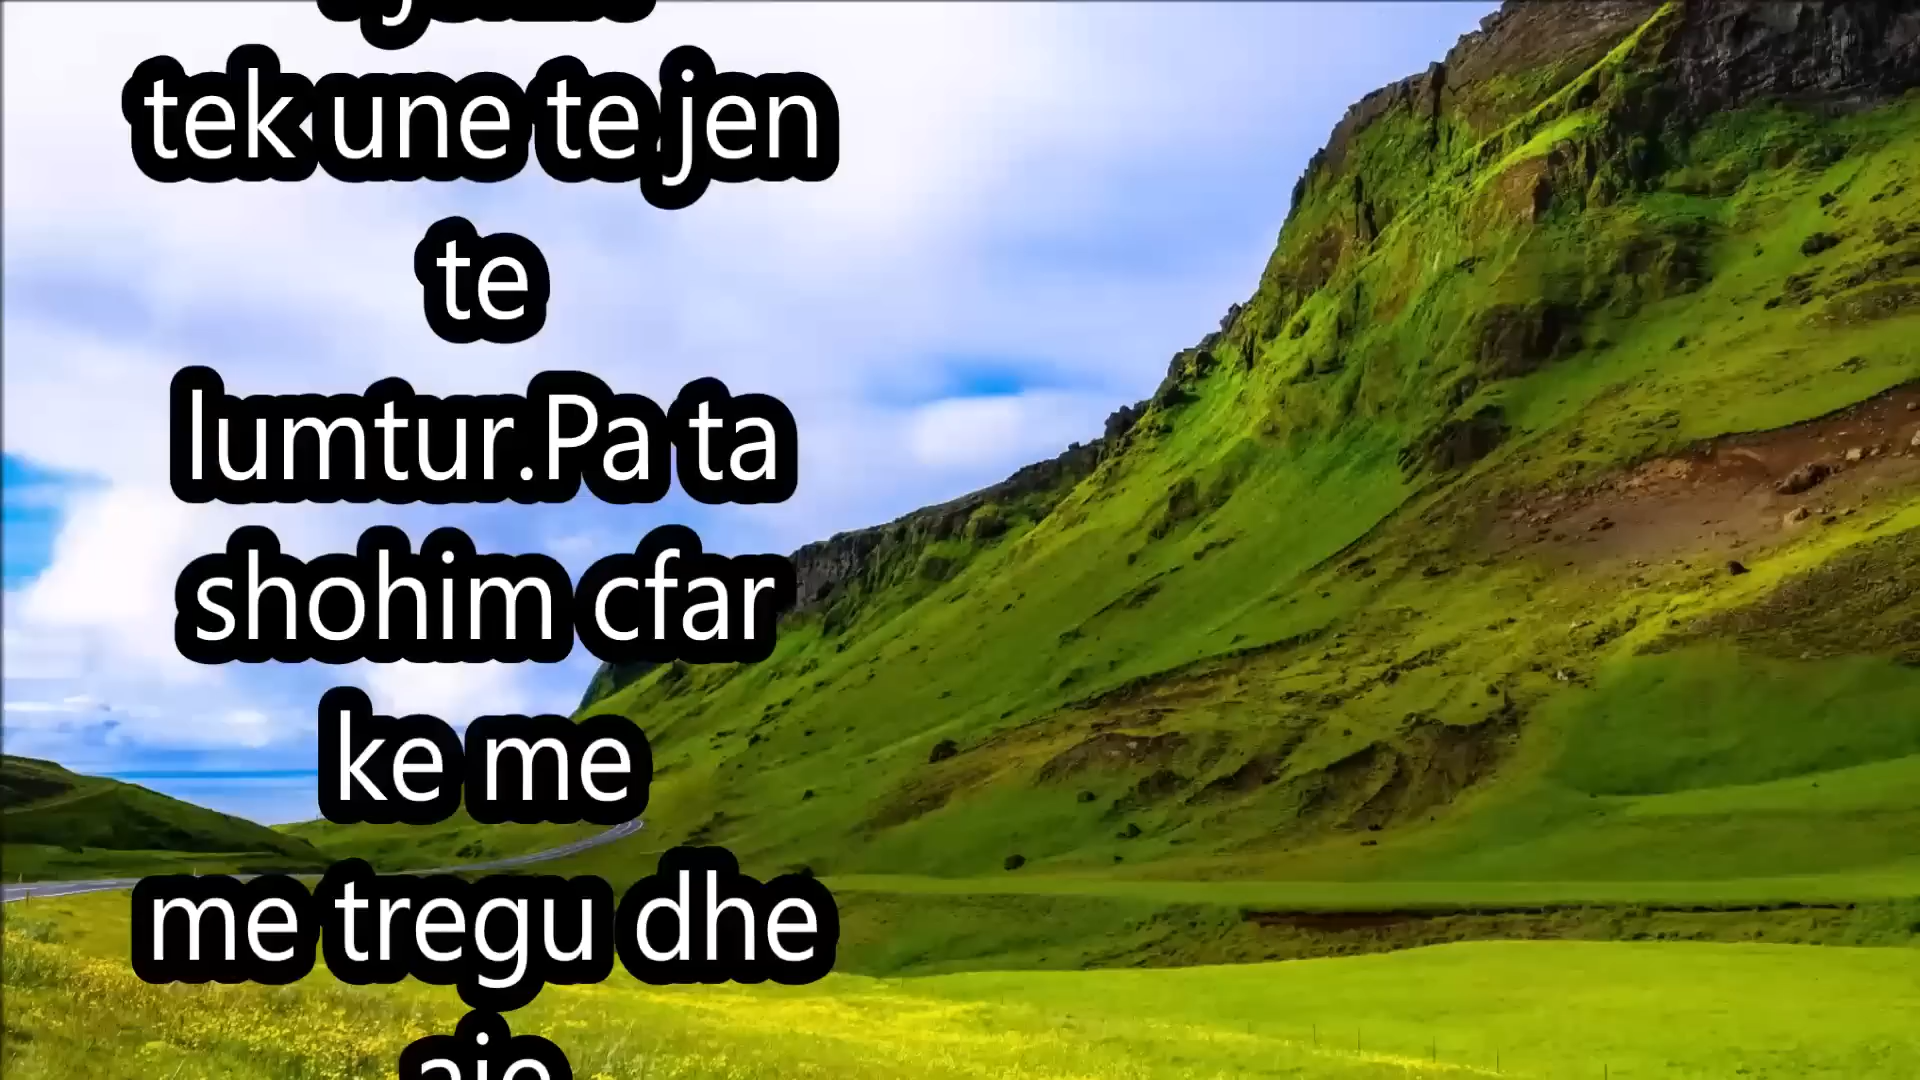 tek une te jen
te
lumtur.Pa ta
shohim cfar
ke me
me tregu dhe